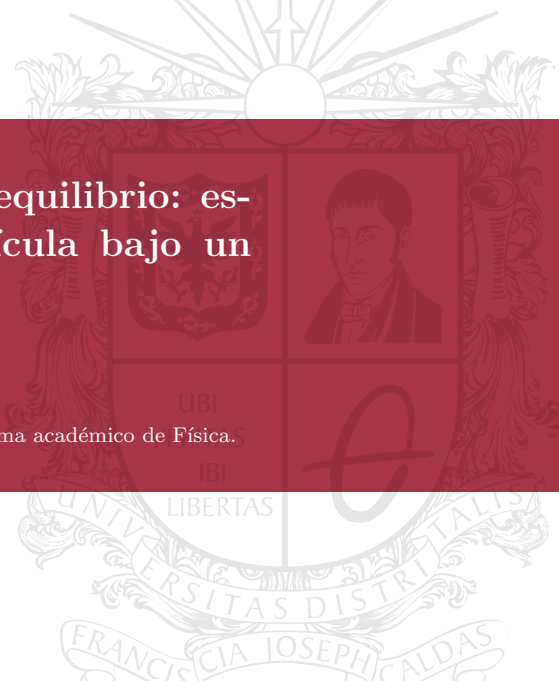 equilibrio: es-
ícula bajo un
UBI
ma académico de Física.
IBI
LIBERTAS
UNIVERSITAS DISTRITALIS
FRANCISCIA JOSEPH CALDAS